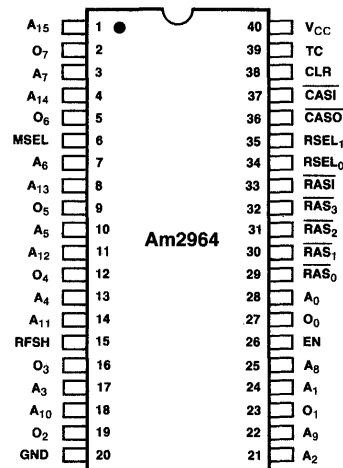 A15 1 40 VCC
O7 2 39 TC
A7 3 38 CLR
A14 4 37 CASI
O6 5 36 CASO
MSEL 6 35 RSEL1
A6 7 34 RSEL0
A13 8 33 RASI
O5 9 32 RAS3
A5 10 31 RAS2
Am2964
A12 11 30 RAS1
O4 12 29 RAS0
A4 13 28 A0
A11 14 27 O0
RFSH 15 26 EN
O3 16 25 A8
A3 17 24 A1
A10 18 23 O1
O2 19 22 A9
GND 20 21 A2